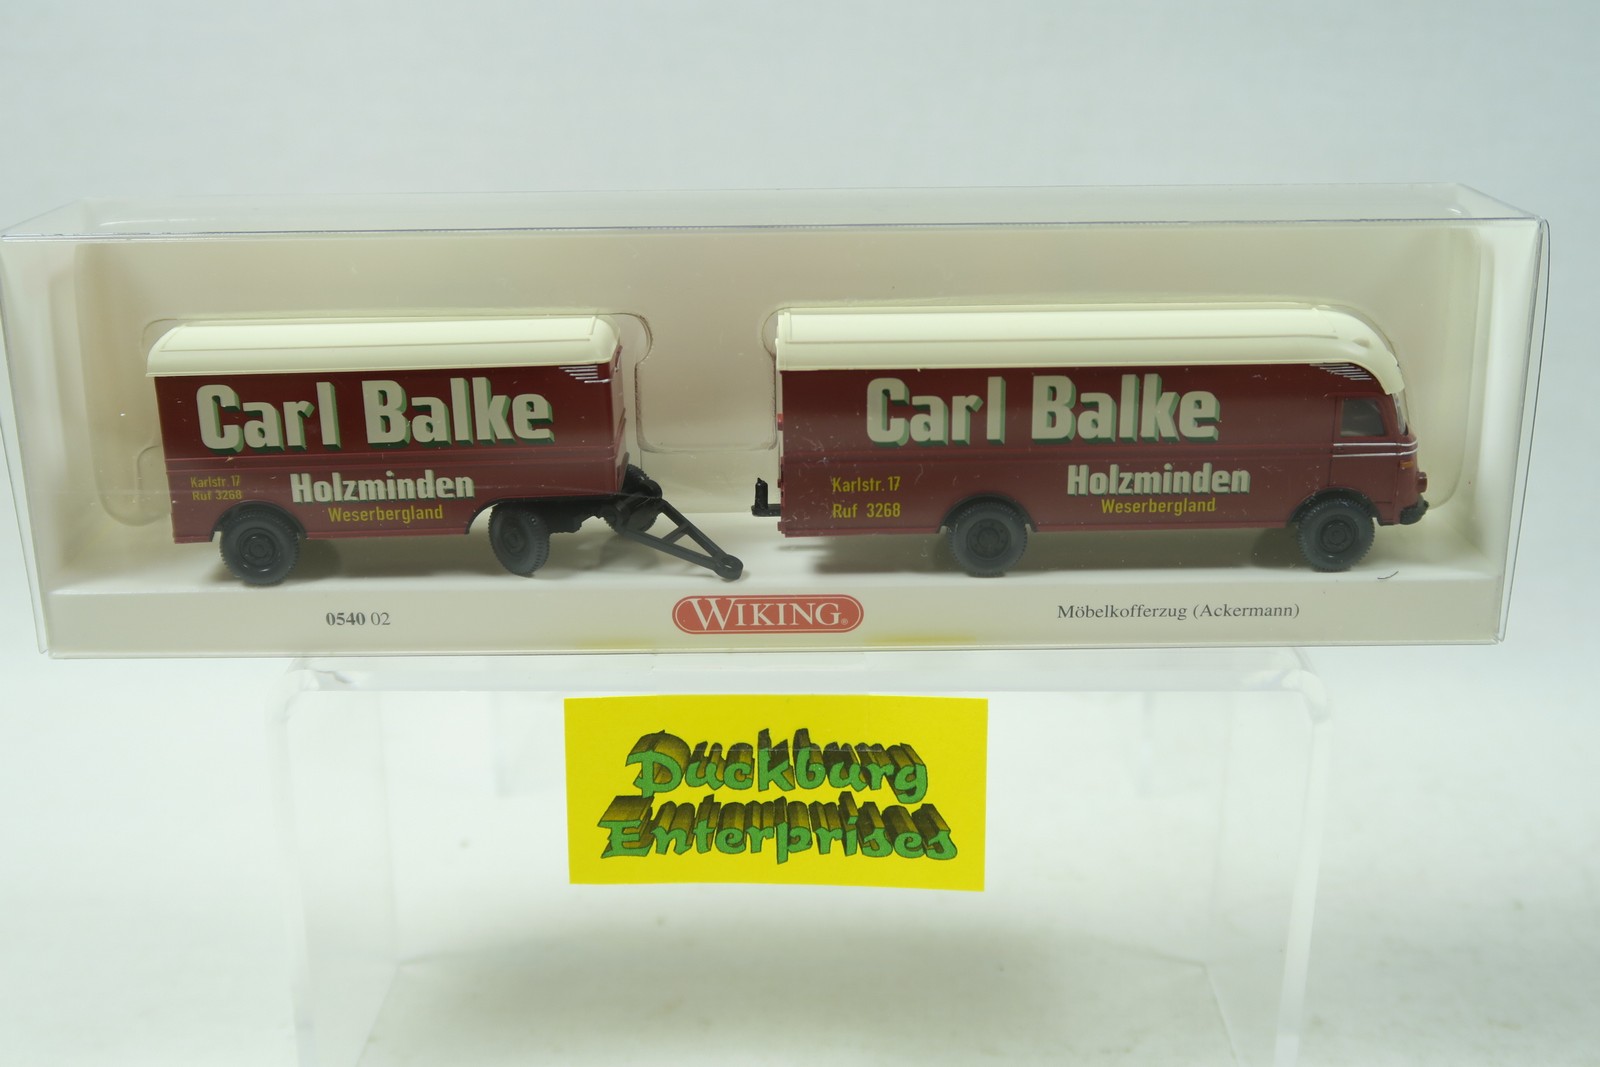 Carl Balke
Holzminden
Weserbergland
Karlstr. 17
Ruf 3268
Carl Balke
Holzminden
Weserbergland
Karlstr. 17
Ruf 3268
0540 02
WIKING®
Möbelkofferzug (Ackermann)
Duckburg
Enterprises